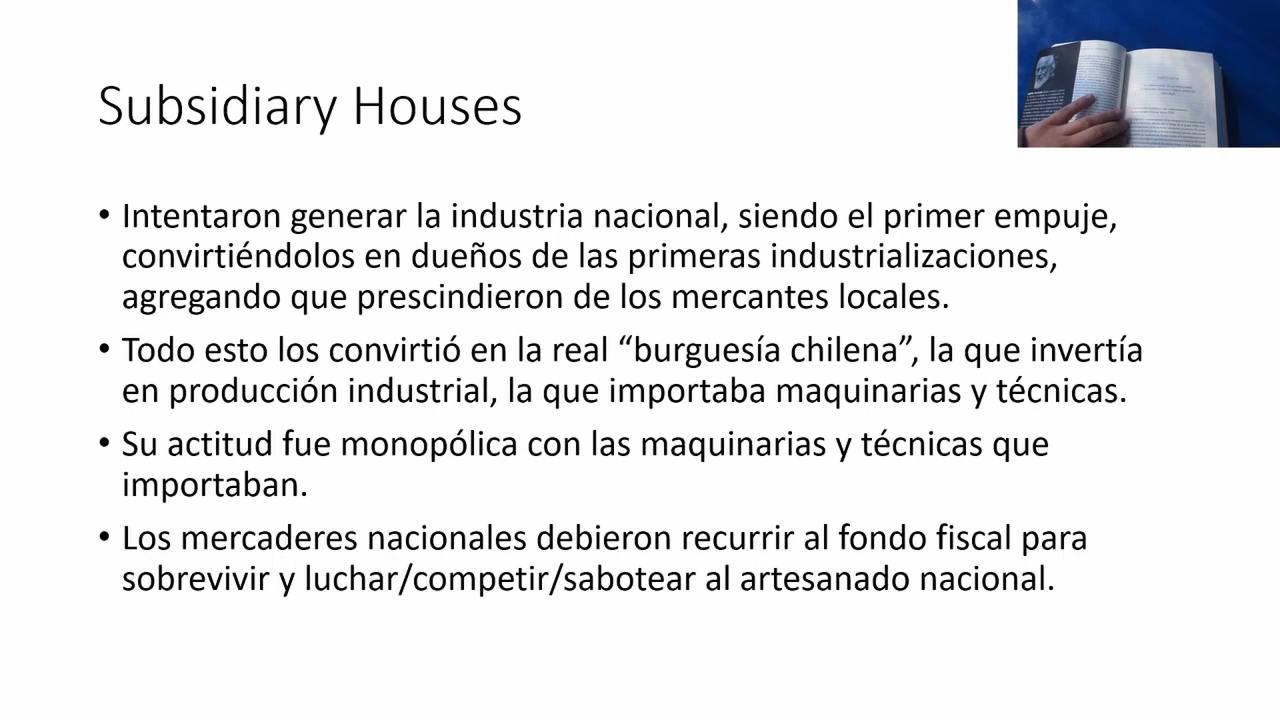 Subsidiary Houses
• Intentaron generar la industria nacional, siendo el primer empuje,
convirtiéndolos en dueños de las primeras industrializaciones,
agregando que prescindieron de los mercantes locales.
• Todo esto los convirtió en la real “burguesía chilena”, la que invertía
en producción industrial, la que importaba maquinarias y técnicas.
• Su actitud fue monopólica con las maquinarias y técnicas que
importaban.
• Los mercaderes nacionales debieron recurrir al fondo fiscal para
sobrevivir y luchar/competir/sabotear al artesanado nacional.